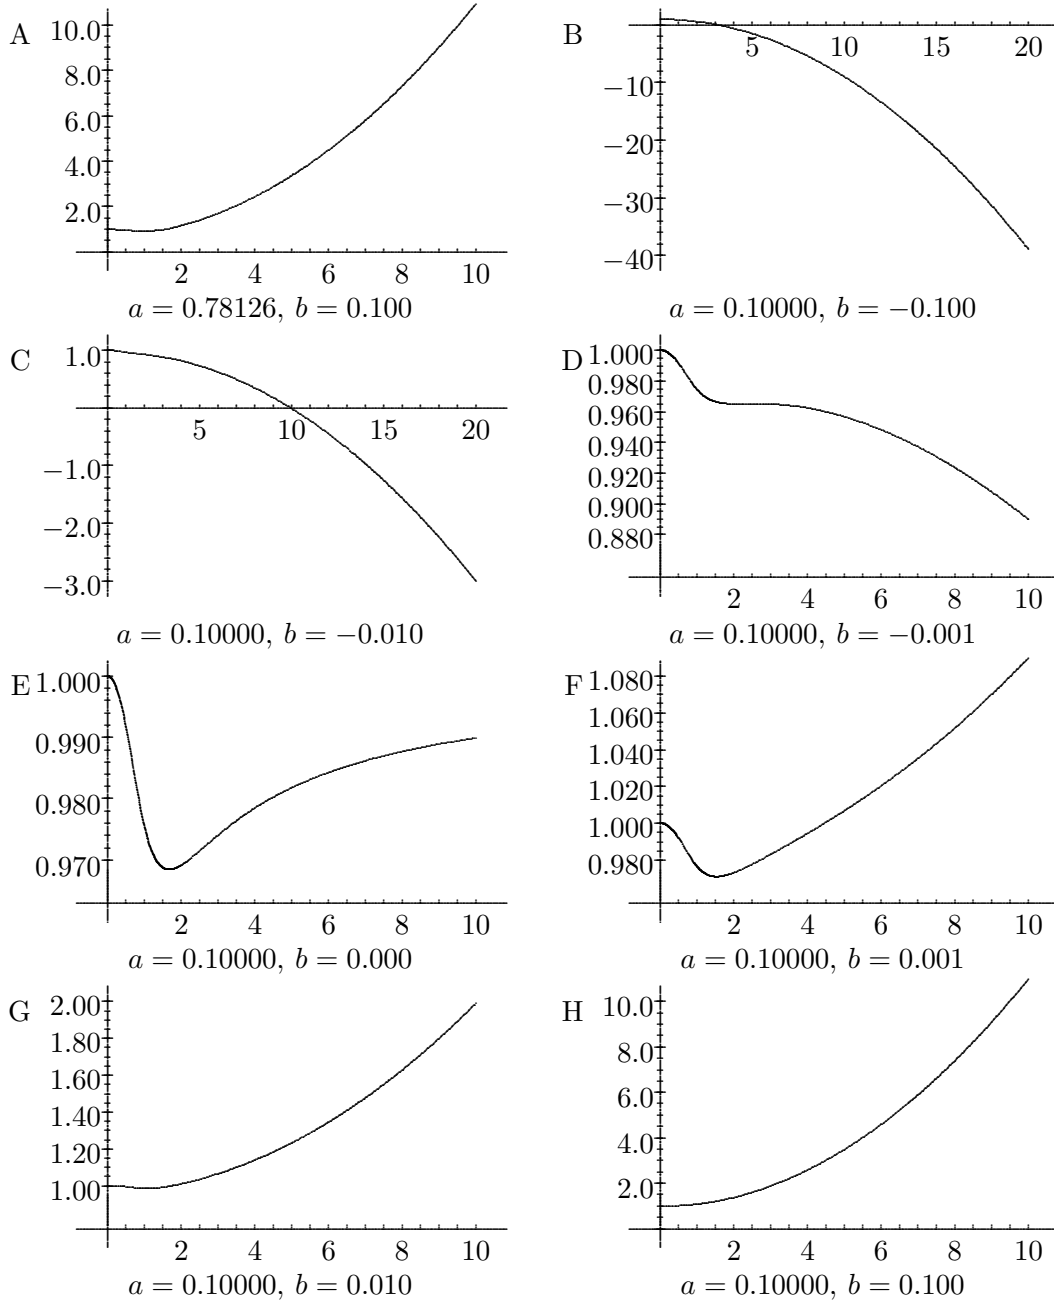 A
10.0
8.0
6.0
4.0
2.0
2 4 6 8 10
a = 0.78126, b = 0.100
B
5 10 15 20
−10
−20
−30
−40
a = 0.10000, b = −0.100
C
1.0
5 10 15 20
−1.0
−2.0
−3.0
a = 0.10000, b = −0.010
D
1.000
0.980
0.960
0.940
0.920
0.900
0.880
2 4 6 8 10
a = 0.10000, b = −0.001
E
1.000
0.990
0.980
0.970
2 4 6 8 10
a = 0.10000, b = 0.000
F
1.080
1.060
1.040
1.020
1.000
0.980
2 4 6 8 10
a = 0.10000, b = 0.001
G
2.00
1.80
1.60
1.40
1.20
1.00
2 4 6 8 10
a = 0.10000, b = 0.010
H
10.0
8.0
6.0
4.0
2.0
2 4 6 8 10
a = 0.10000, b = 0.100